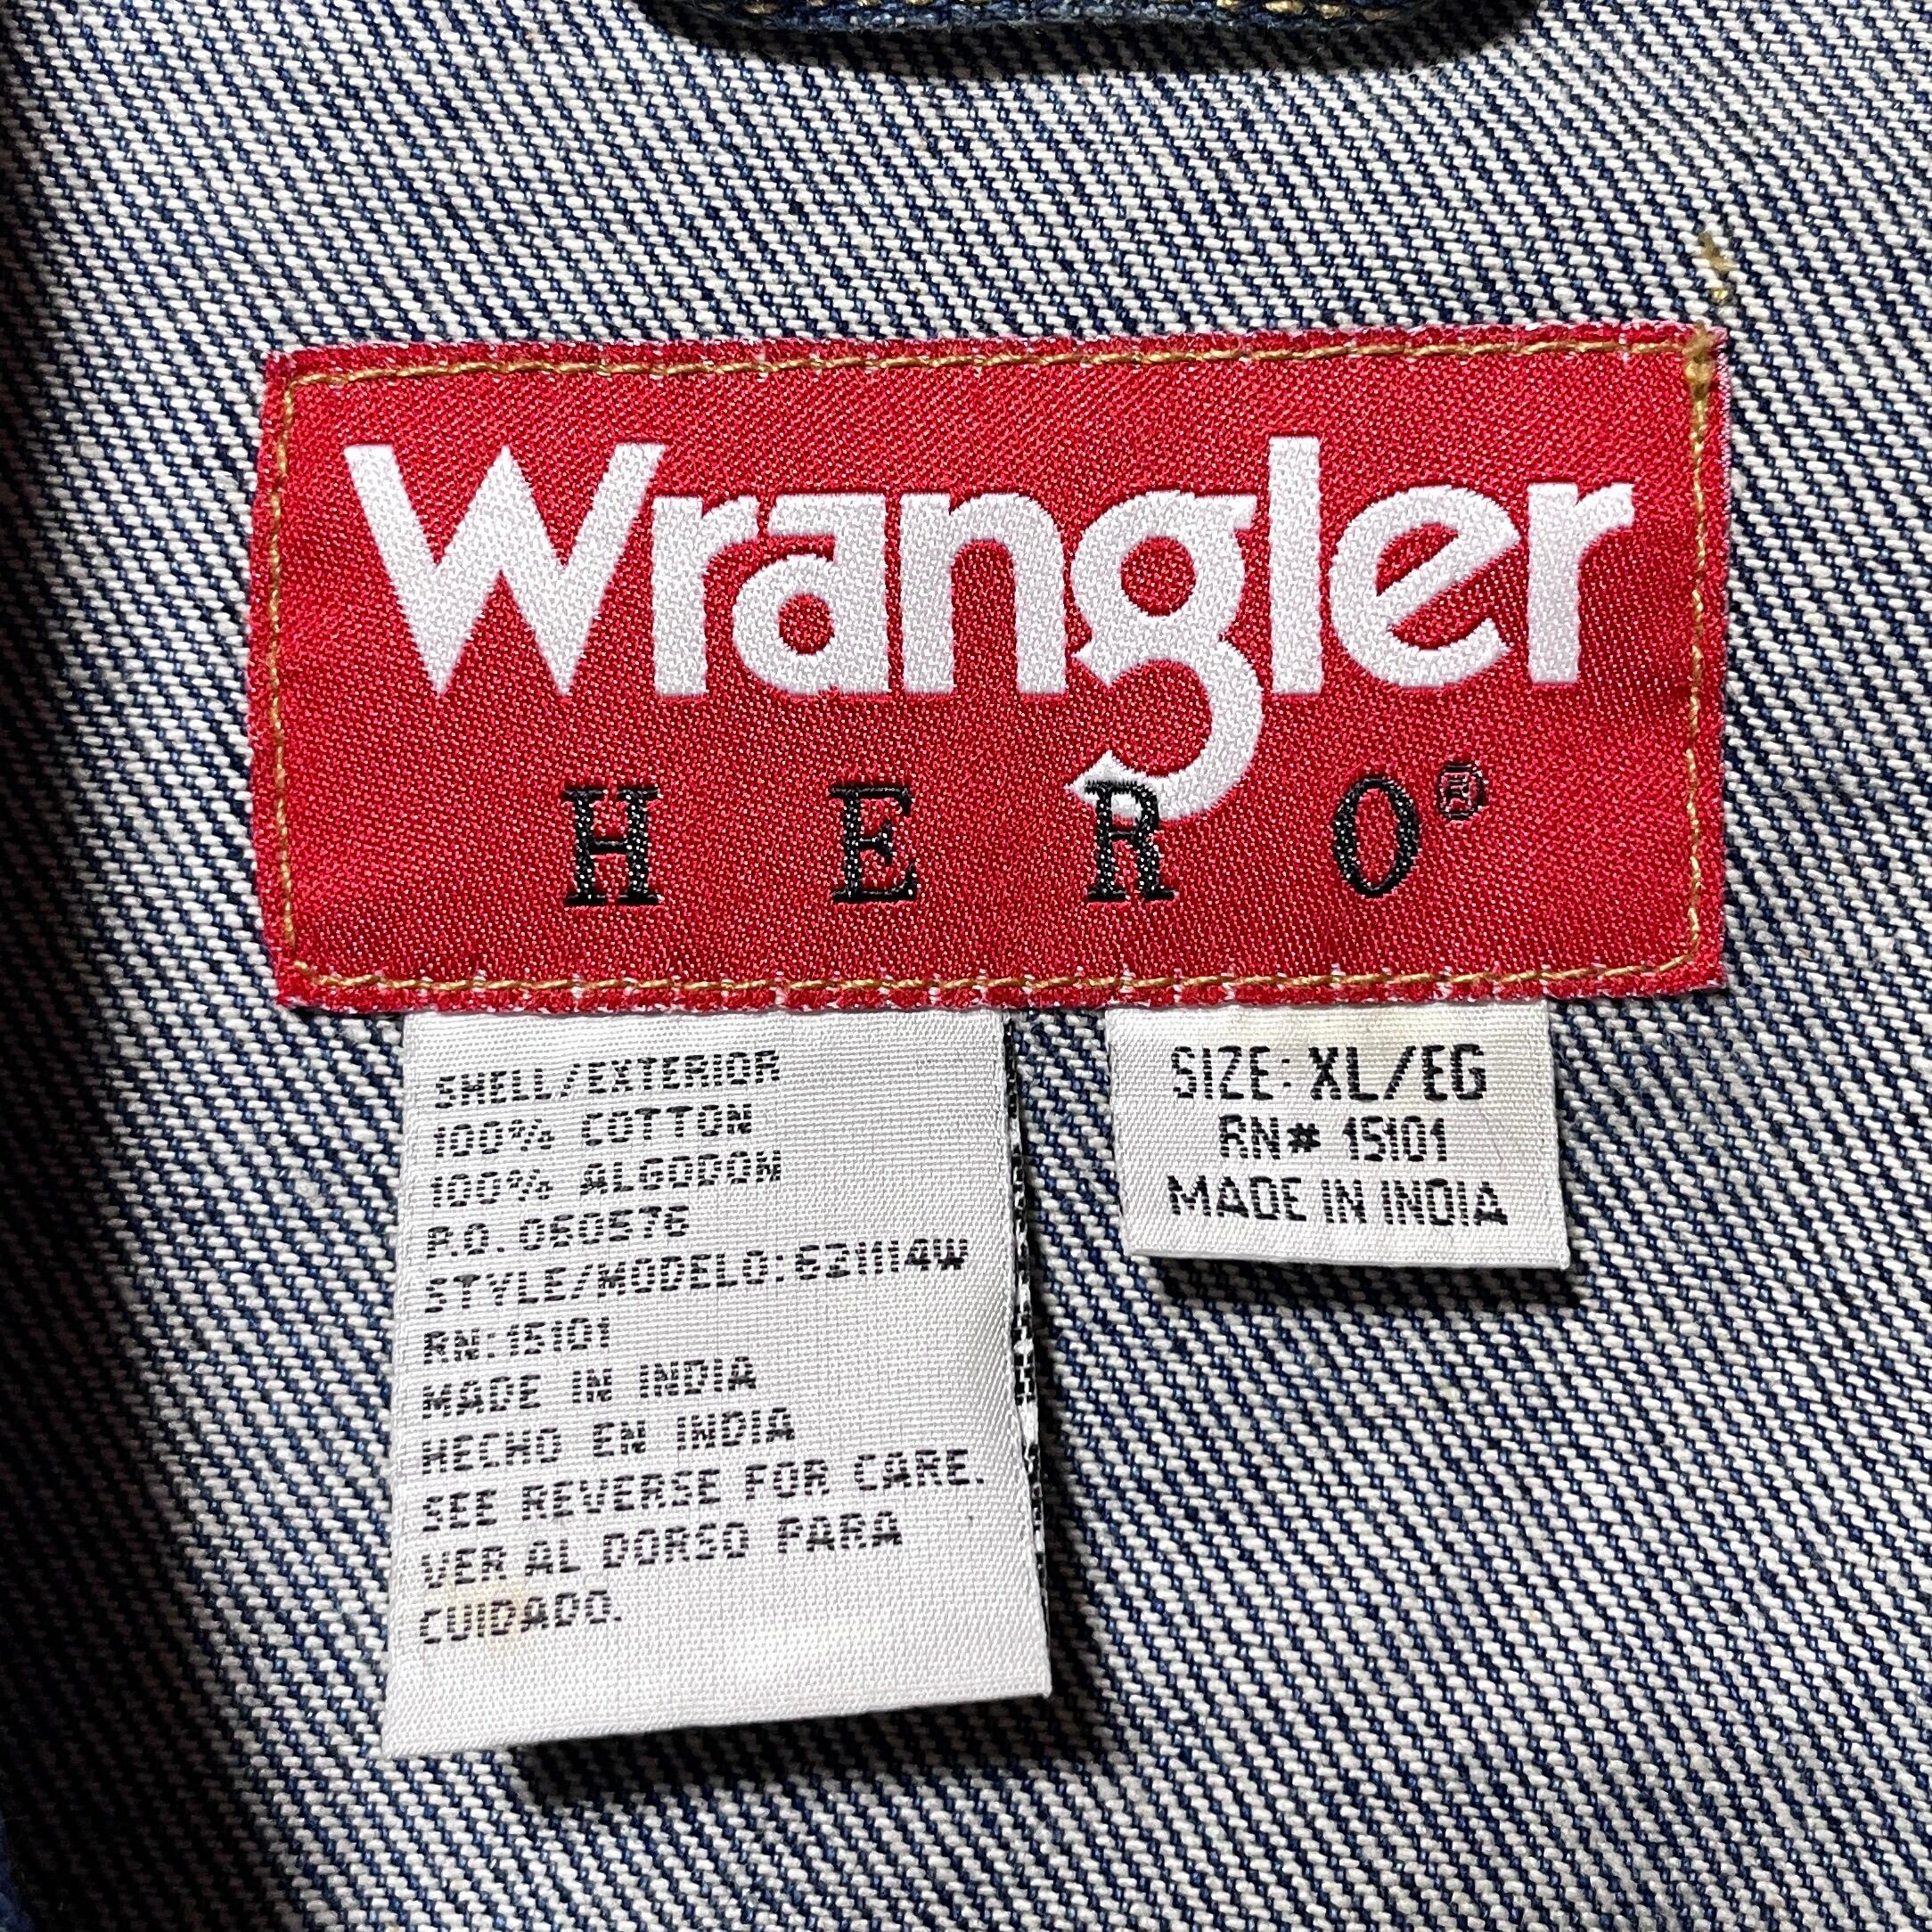 Wrangler
HERO®
SHELL/EXTERIOR
100% COTTON
100% ALGODON
P.O. 060576
STYLE/MODELO: 621114W
RN: 15101
MADE IN INDIA
HECHO EN INDIA
SEE REVERSE FOR CARE.
VER AL DORSO PARA
CUIDADO.
SIZE: XL/EG
RN# 15101
MADE IN INDIA